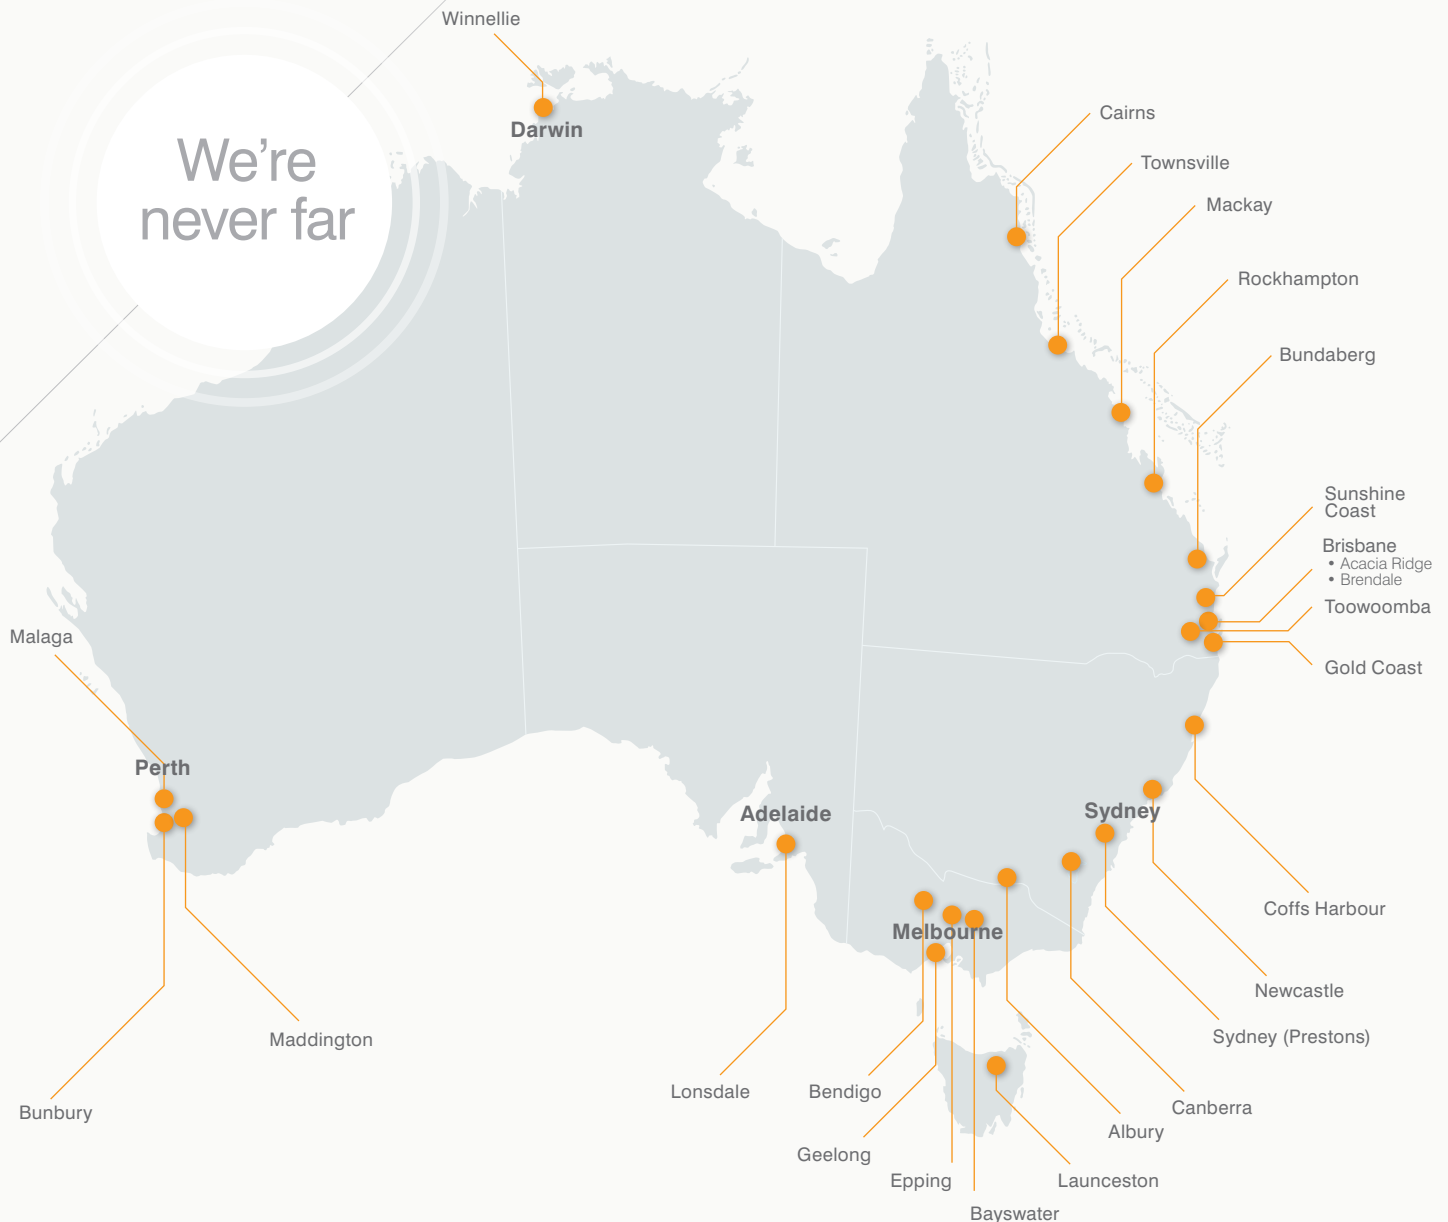 Winnellie
We're
never far
Darwin
Cairns
Townsville
Mackay
Rockhampton
Bundaberg
Sunshine
Coast
Brisbane
• Acacia Ridge
• Brendale
Toowoomba
Gold Coast
Malaga
Perth
Adelaide
Sydney
Melbourne
Coffs Harbour
Newcastle
Sydney (Prestons)
Maddington
Lonsdale
Bendigo
Canberra
Bunbury
Albury
Geelong
Epping
Launceston
Bayswater